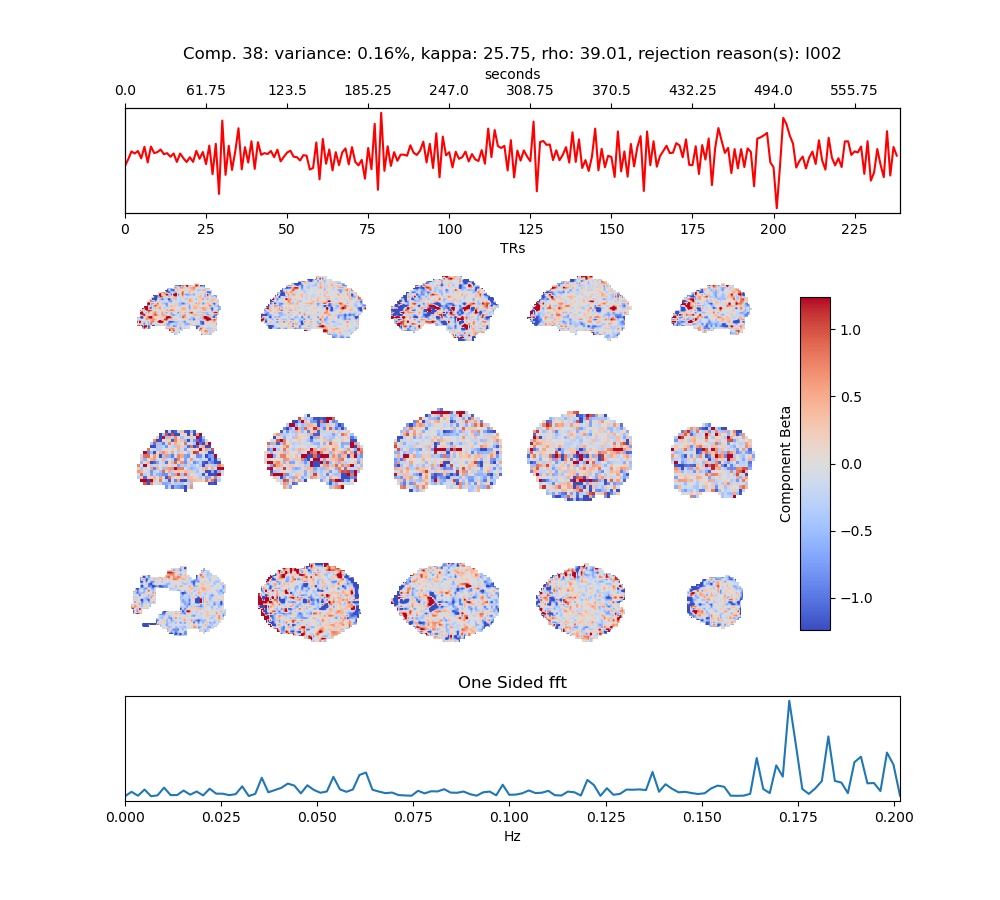 Comp. 38: variance: 0.16%, kappa: 25.75, rho: 39.01, rejection reason(s): I002
seconds
0.0 61.75 123.5 185.25 247.0 308.75 370.5 432.25 494.0 555.75
0 25 50 75 100 125 150 175 200 225
TRs
1.0
0.5
0.0
−0.5
−1.0
Component Beta
One Sided fft
0.000 0.025 0.050 0.075 0.100 0.125 0.150 0.175 0.200
Hz